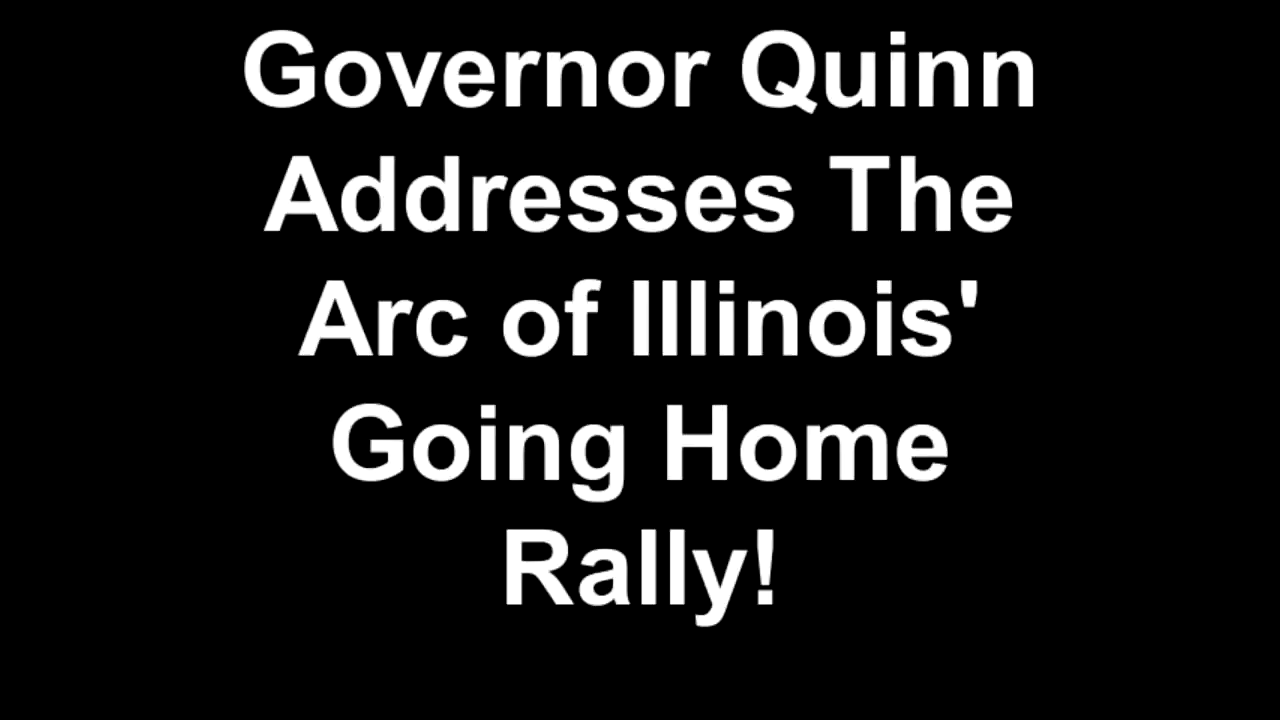 Governor Quinn
Addresses The
Arc of Illinois'
Going Home
Rally!